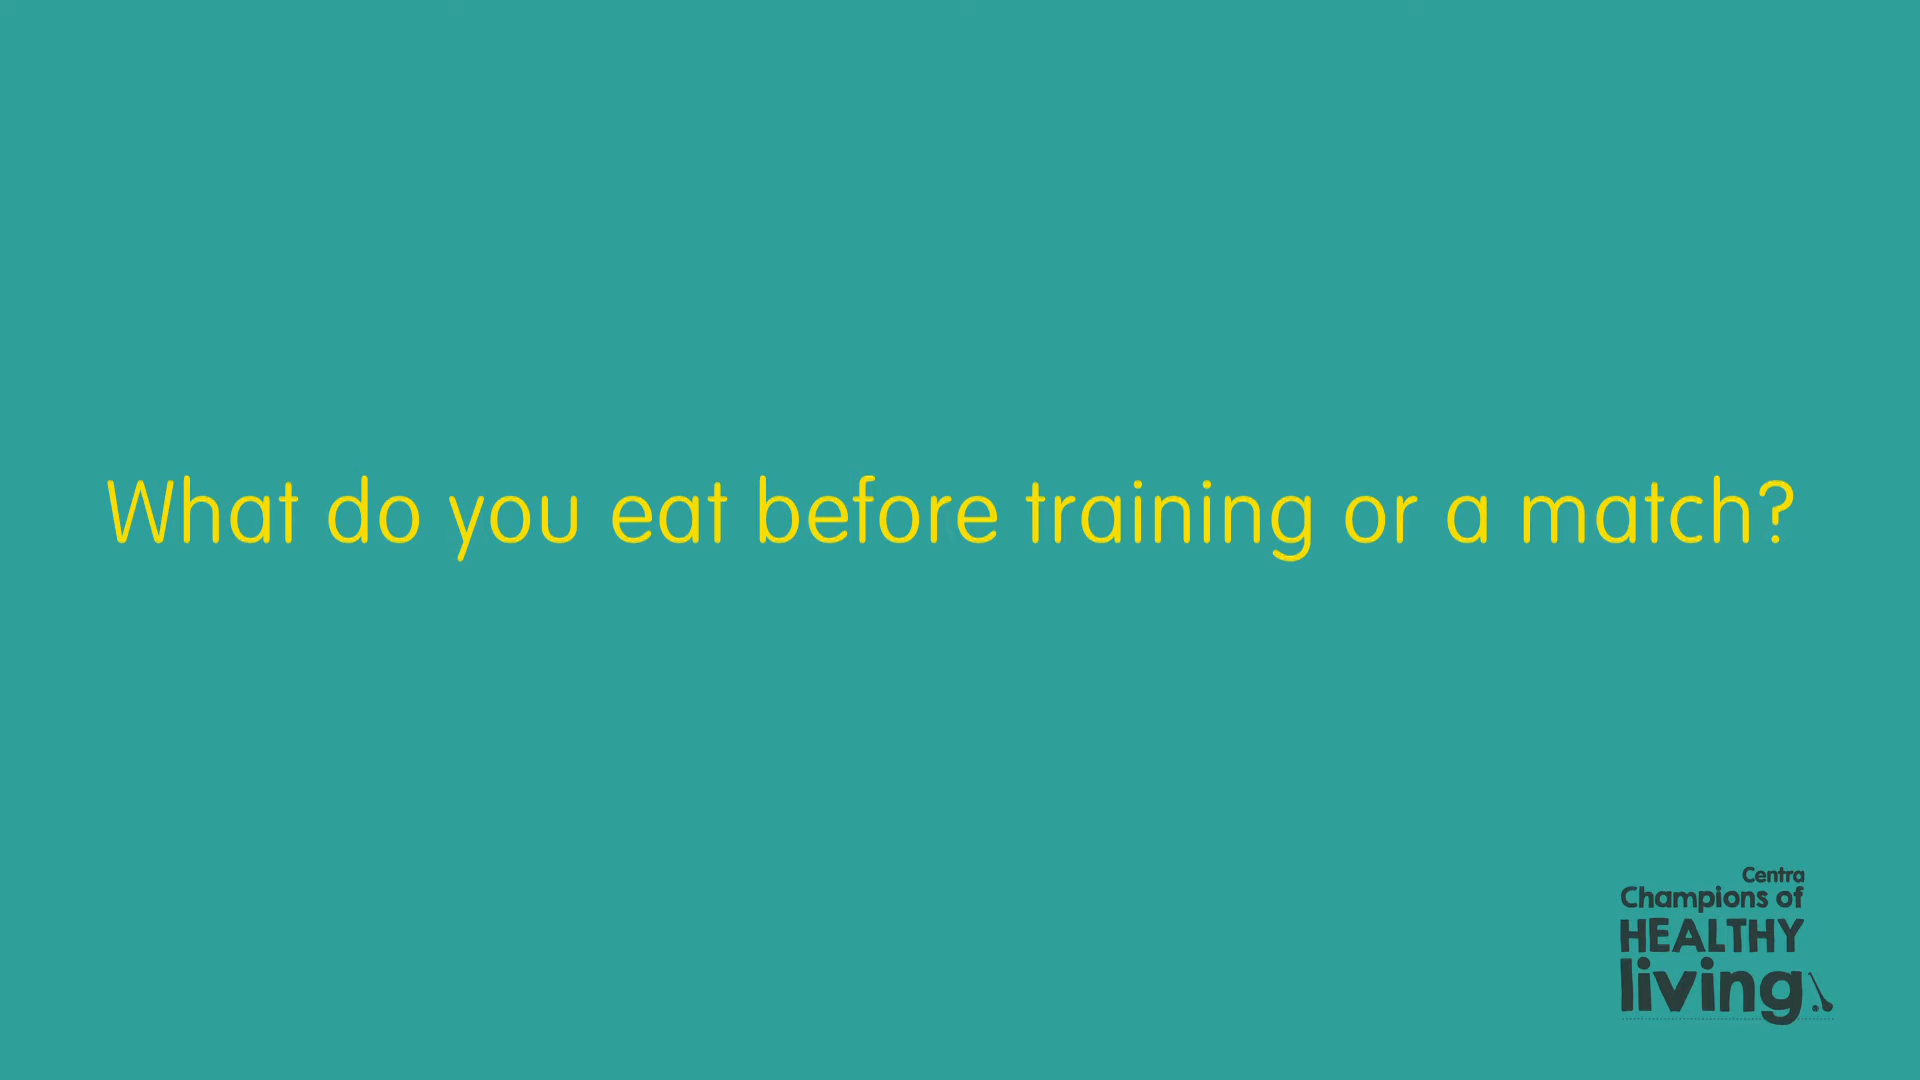 What do you eat before training or a match?
Centra
Champions of
HEALTHY
living